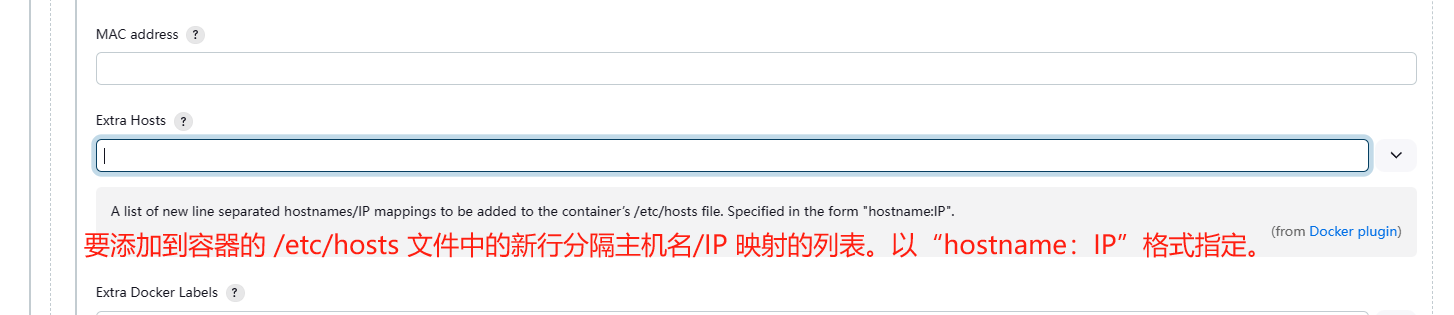 MAC address ?
Extra Hosts ?
A list of new line separated hostnames/IP mappings to be added to the container’s /etc/hosts file. Specified in the form "hostname:IP".
(from Docker plugin)
要添加到容器的 /etc/hosts 文件中的新行分隔主机名/IP 映射的列表。以“hostname：IP”格式指定。
Extra Docker Labels ?